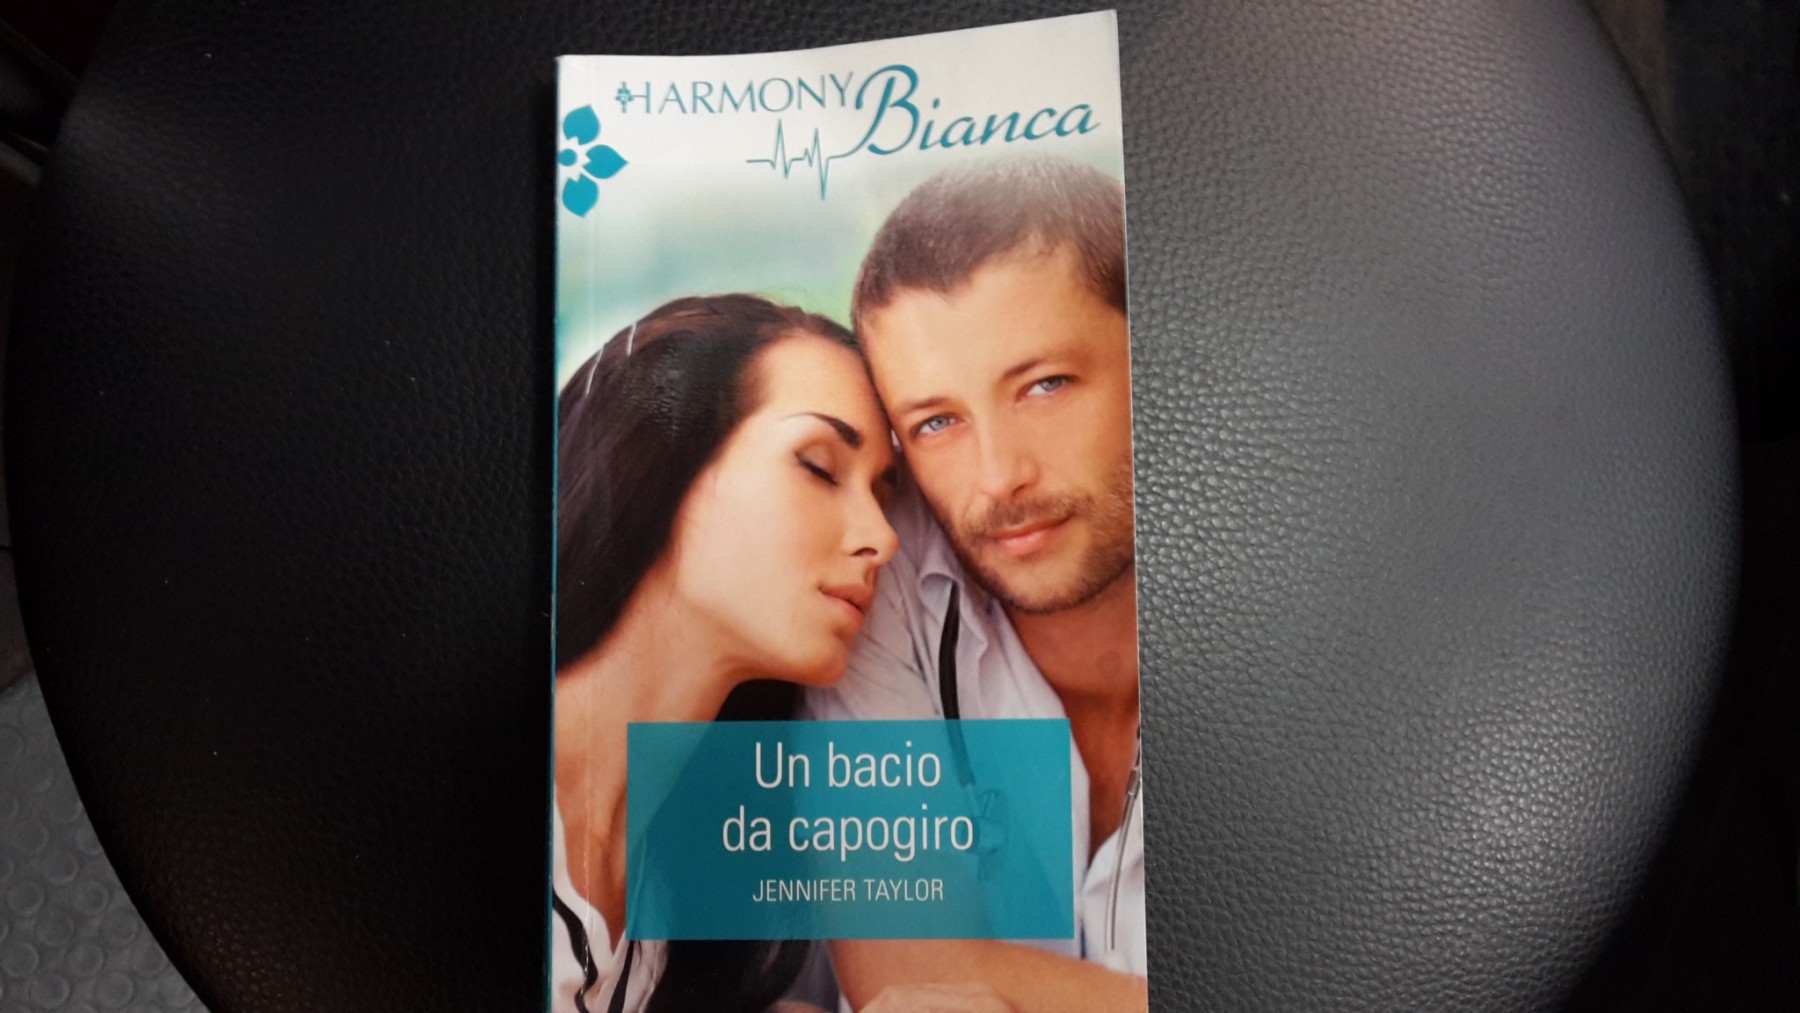 HARMONY
Bianca
Un bacio
da capogiro
JENNIFER TAYLOR